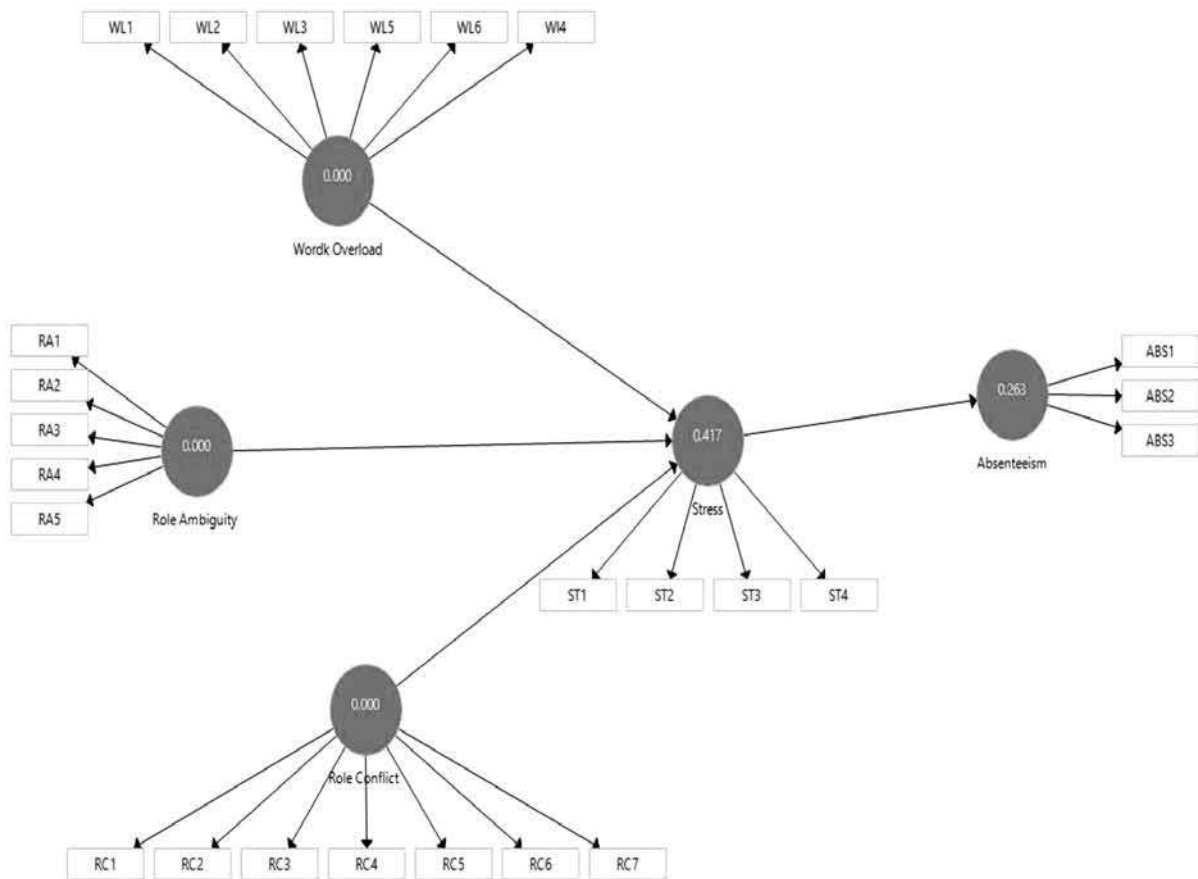 WL1 WL2 WL3 WL5 WL6 WI4
0.000
Wordk Overload
RA1
RA2
RA3
RA4
RA5
0.000
Role Ambiguity
0.417
Stress
ST1 ST2 ST3 ST4
0.263
Absenteeism
ABS1
ABS2
ABS3
0.000
Role Conflict
RC1 RC2 RC3 RC4 RC5 RC6 RC7